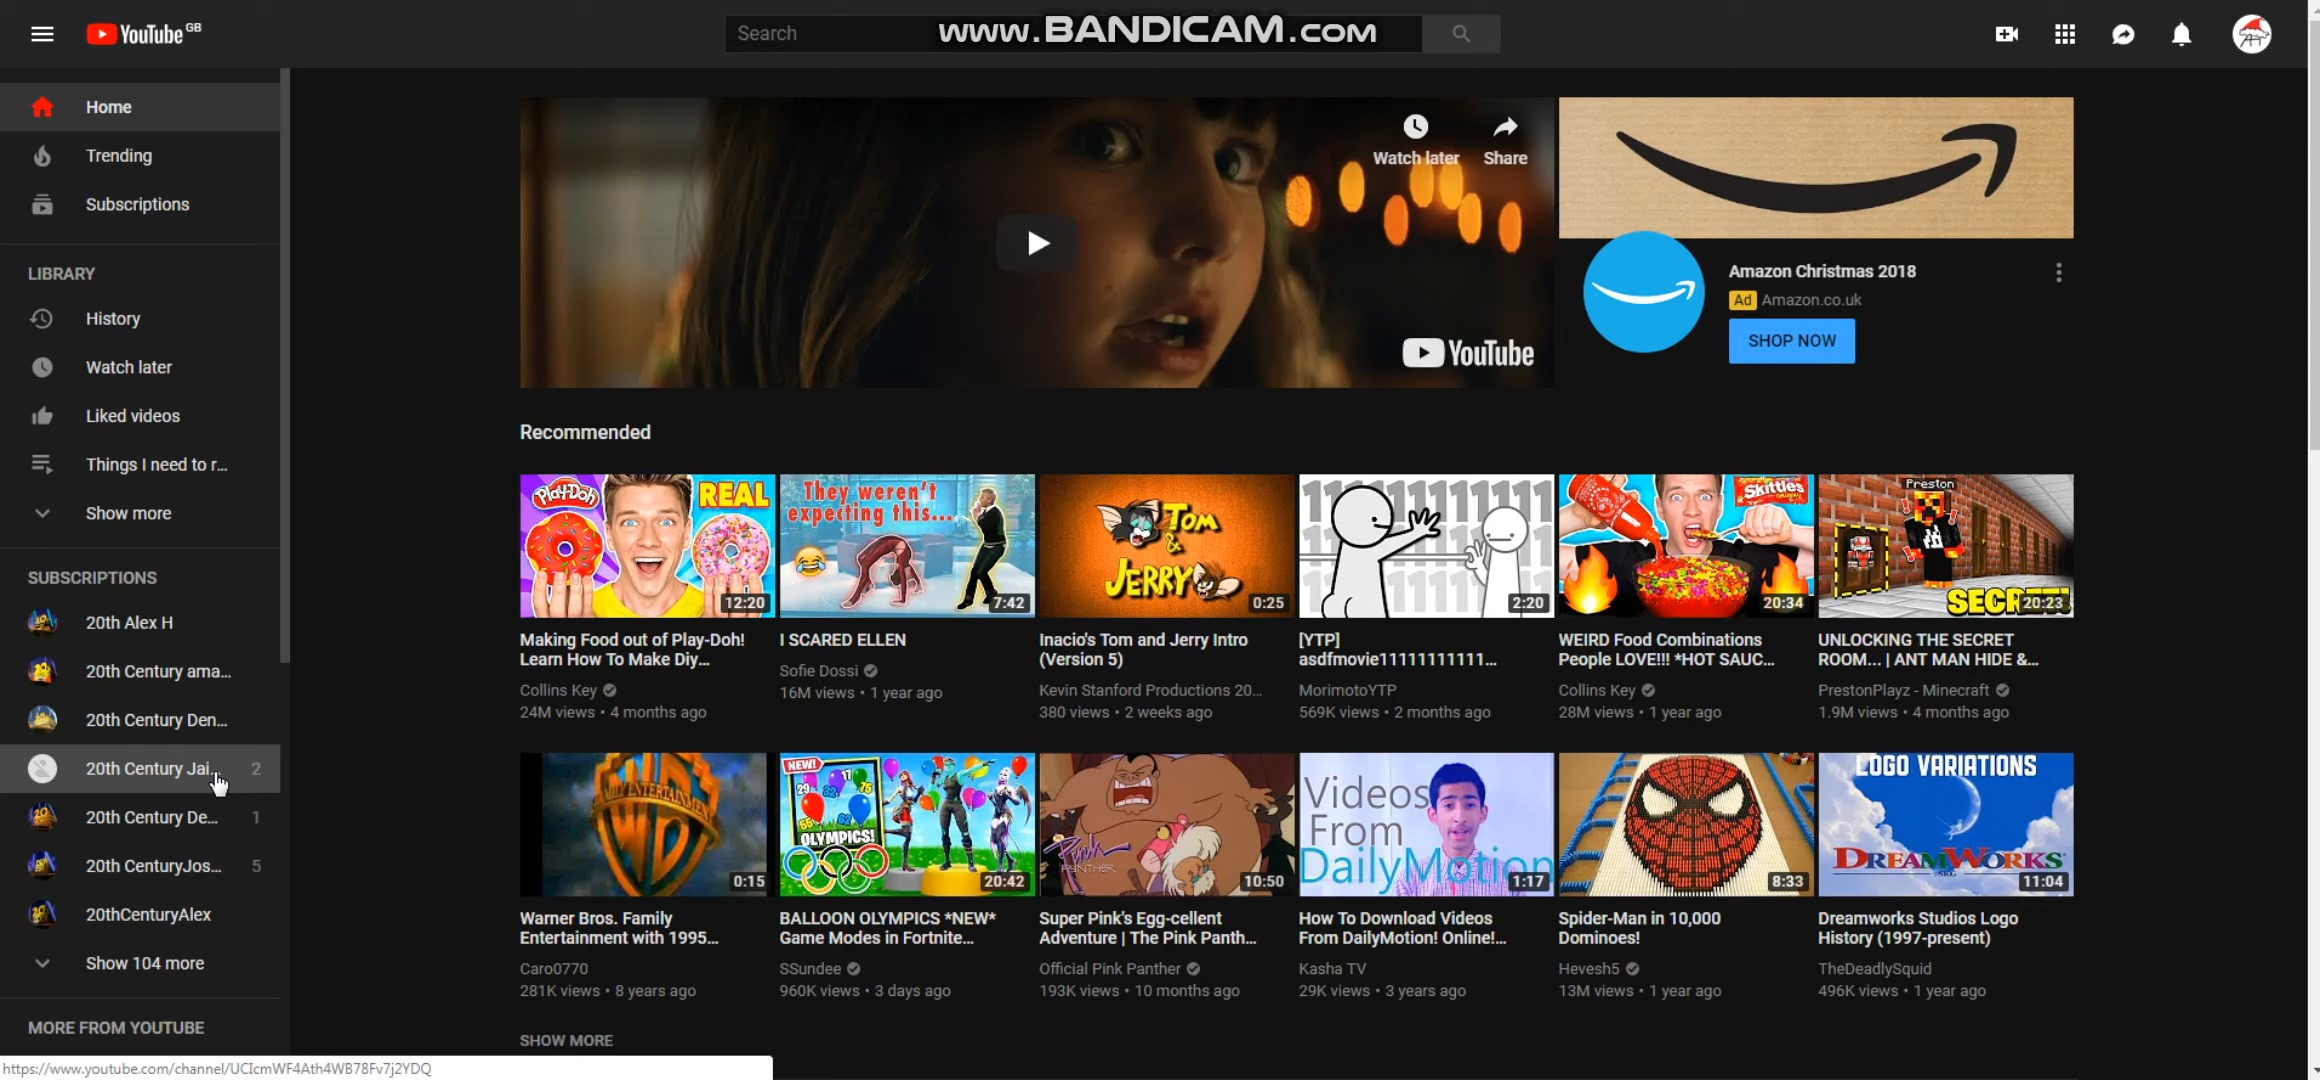 YouTube GB
Search
www.BANDICAM.com
Home
Trending
Subscriptions
LIBRARY
History
Watch later
Liked videos
Things I need to r...
Show more
SUBSCRIPTIONS
20th Alex H
20th Century ama...
20th Century Den...
20th Century Jai... 2
20th Century De... 1
20th CenturyJos... 5
20thCenturyAlex
Show 104 more
MORE FROM YOUTUBE
https://www.youtube.com/channel/UCIcmWF4Ath4WB78Fv7j2YDQ
Watch later
Share
YouTube
Amazon Christmas 2018
Ad Amazon.co.uk
SHOP NOW
Recommended
Play-Doh
REAL
12:20
Making Food out of Play-Doh!
Learn How To Make Diy...
Collins Key
24M views • 4 months ago
They weren't
expecting this...
7:42
I SCARED ELLEN
Sofie Dossi
16M views • 1 year ago
TOM
&
JERRY
0:25
Inacio's Tom and Jerry Intro
(Version 5)
Kevin Stanford Productions 20...
380 views • 2 weeks ago
2:20
[YTP]
asdfmovie11111111111...
MorimotoYTP
569K views • 2 months ago
Skittles
20:34
WEIRD Food Combinations
People LOVE!!! *HOT SAUC...
Collins Key
28M views • 1 year ago
Preston
20:23
UNLOCKING THE SECRET
ROOM... | ANT MAN HIDE &...
PrestonPlayz - Minecraft
1.9M views • 4 months ago
WB
0:15
Warner Bros. Family
Entertainment with 1995...
Caro0770
281K views • 8 years ago
NEW!
OLYMPICS!
20:42
BALLOON OLYMPICS *NEW*
Game Modes in Fortnite...
SSundee
960K views • 3 days ago
Pink
PANTHER
10:50
Super Pink's Egg-cellent
Adventure | The Pink Panth...
Official Pink Panther
193K views • 10 months ago
Videos
From
DailyMotion
1:17
How To Download Videos
From DailyMotion! Online!...
Kasha TV
29K views • 3 years ago
8:33
Spider-Man in 10,000
Dominoes!
Hevesh5
13M views • 1 year ago
LOGO VARIATIONS
DREAMWORKS
SKG
11:04
Dreamworks Studios Logo
History (1997-present)
TheDeadlySquid
496K views • 1 year ago
SHOW MORE